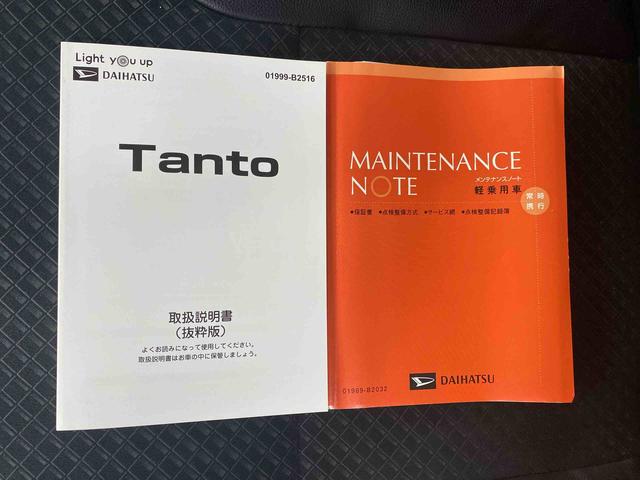 Light you up
DAIHATSU
01999-B2516
Tanto
取扱説明書
(抜粋版)
よくお読みになって使用してください。
取扱説明書はお車の中に保管しましょう。
MAINTENANCE
NOTE
メンテナンスノート
軽乗用車
常時
携行
●保証書 ●点検整備方式 ●サービス網 ●点検整備記録簿
01989-B2032
DAIHATSU